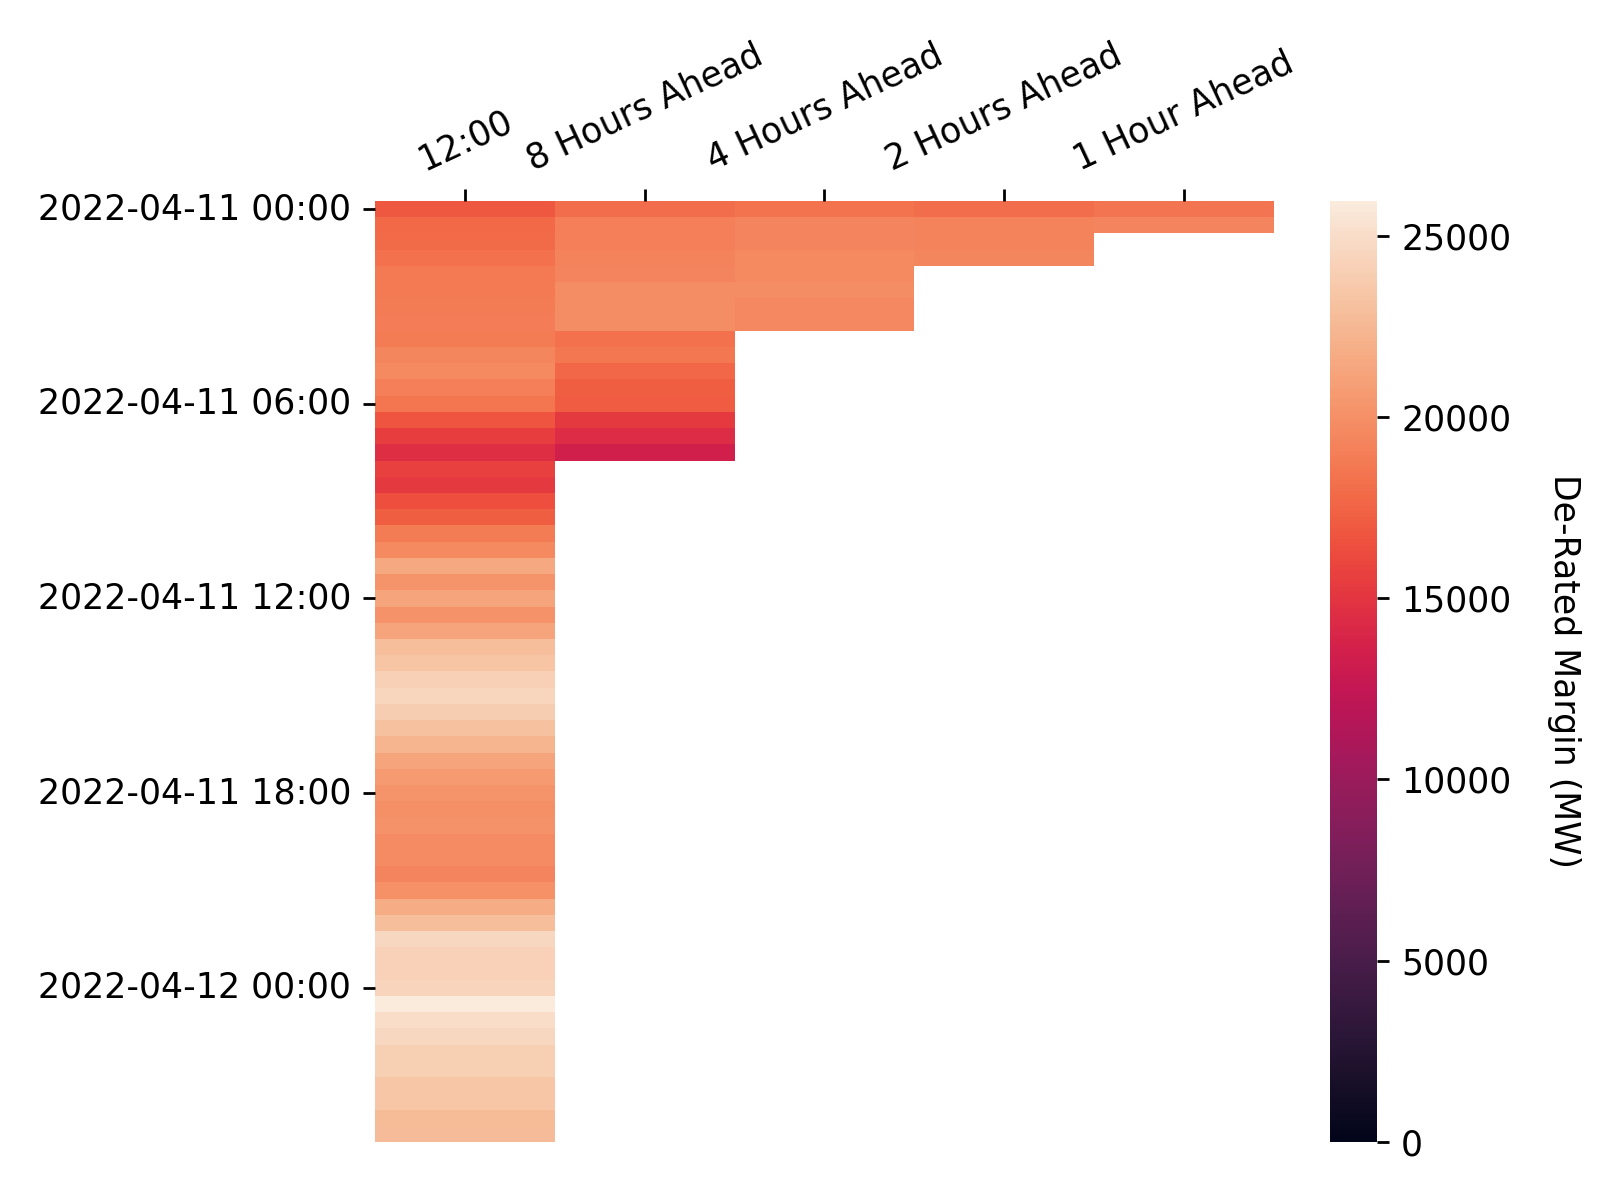 12:00
8 Hours Ahead
4 Hours Ahead
2 Hours Ahead
1 Hour Ahead
2022-04-11 00:00
2022-04-11 06:00
2022-04-11 12:00
2022-04-11 18:00
2022-04-12 00:00
25000
20000
15000
10000
5000
0
De-Rated Margin (MW)